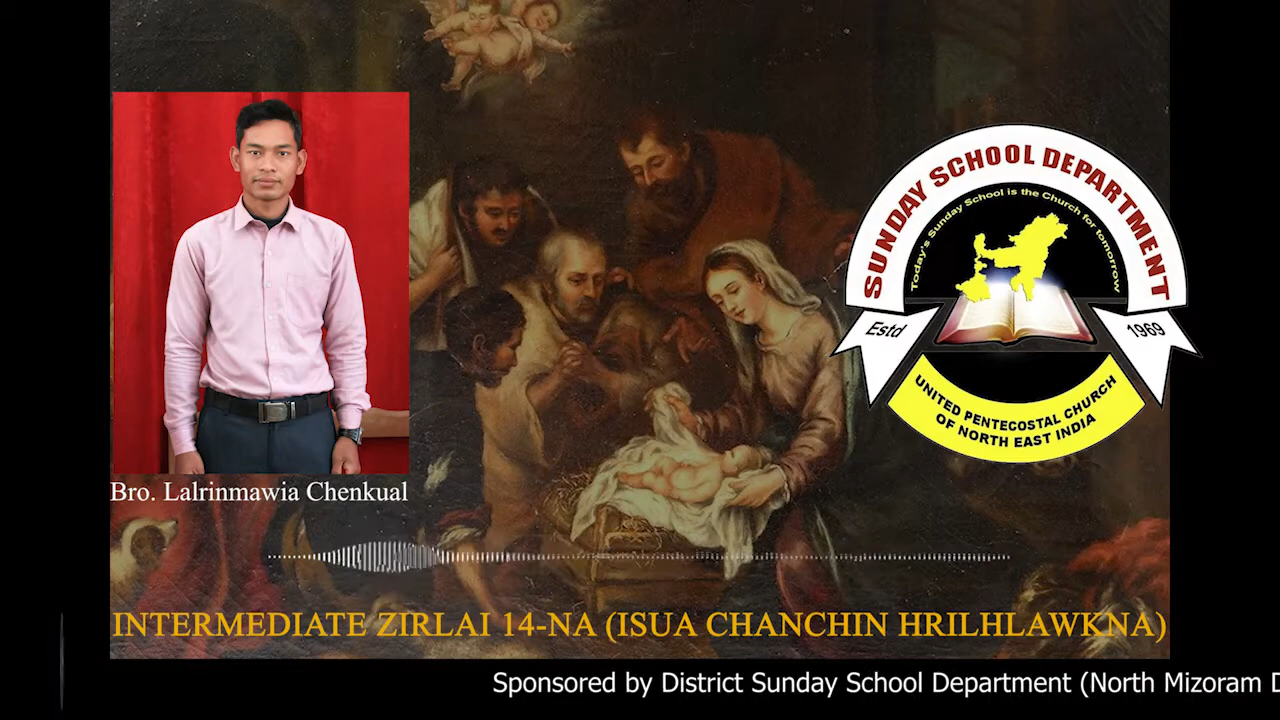 SUNDAY SCHOOL DEPARTMENT
Today's Sunday School is the Church for tomorrow
Estd
1969
UNITED PENTECOSTAL CHURCH
OF NORTH EAST INDIA
Bro. Lalrinmawia Chenkual
INTERMEDIATE ZIRLAI 14-NA (ISUA CHANCHIN HRILHLAWKNA)
Sponsored by District Sunday School Department (North Mizoram D